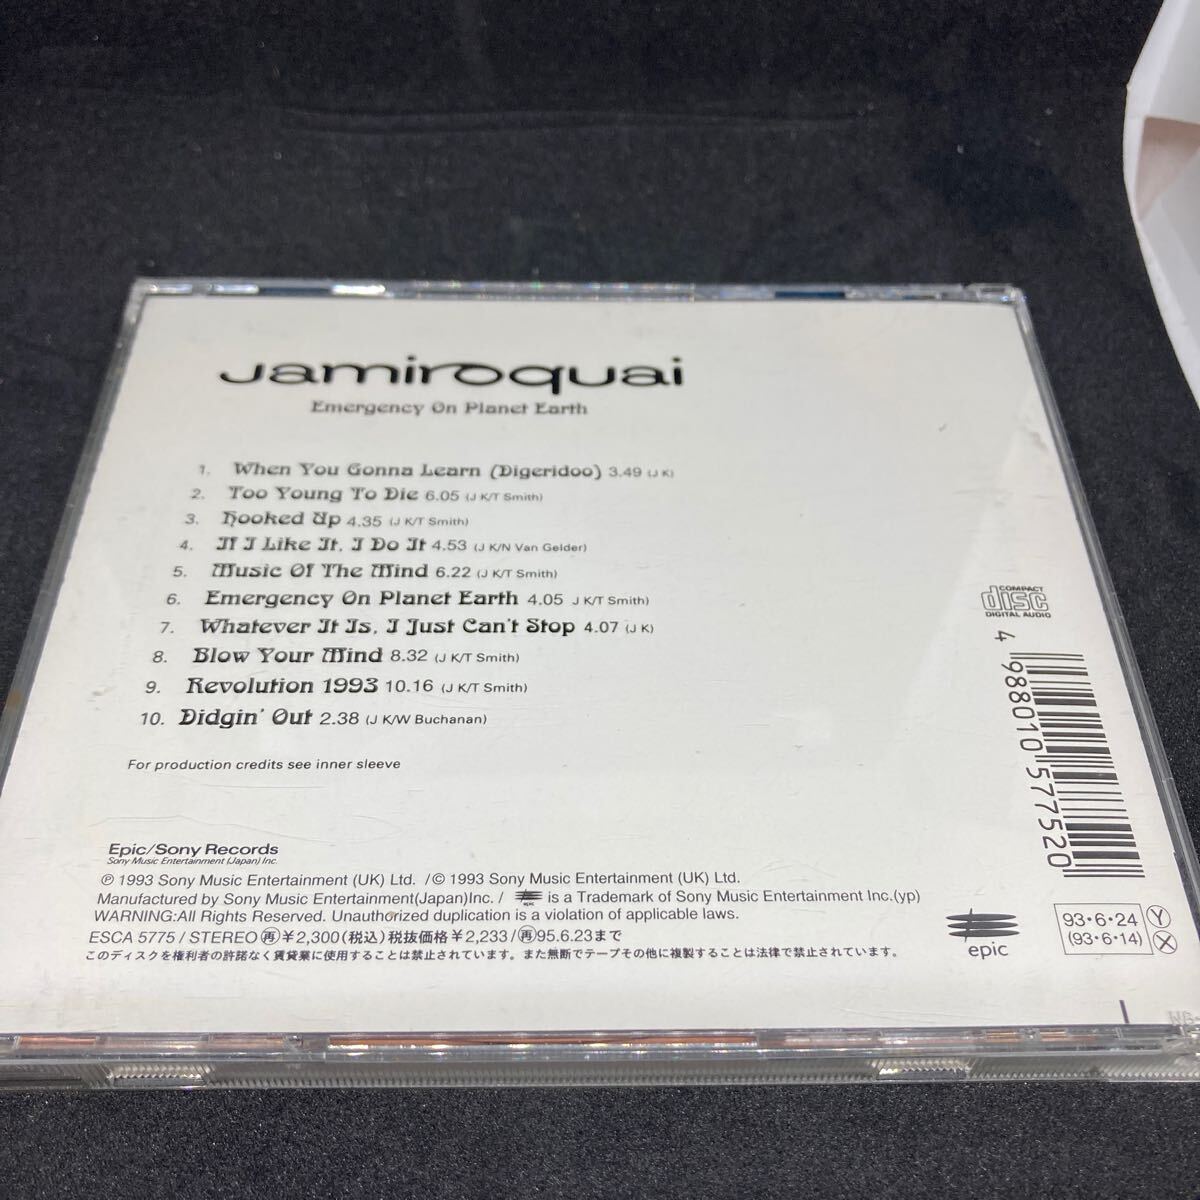 Jamiroquai
Emergency On Planet Earth
1. When You Gonna Learn (Digeridoo) 3.49 (J K)
2. Too Young To Die 6.05 (J K/T Smith)
3. Hooked Up 4.35 (J K/T Smith)
4. If I Like It, I Do It 4.53 (J K/N Van Gelder)
5. Music Of The Mind 6.22 (J K/T Smith)
6. Emergency On Planet Earth 4.05 J K/T Smith)
7. Whatever It Is, I Just Can't Stop 4.07 (J K)
8. Blow Your Mind 8.32 (J K/T Smith)
9. Revolution 1993 10.16 (J K/T Smith)
10. Didgin' Out 2.38 (J K/W Buchanan)
For production credits see inner sleeve
COMPACT
disc
DIGITAL AUDIO
4 988010 577520
Epic/Sony Records
Sony Music Entertainment (Japan) Inc.
℗ 1993 Sony Music Entertainment (UK) Ltd. /© 1993 Sony Music Entertainment (UK) Ltd.
Manufactured by Sony Music Entertainment(Japan)Inc. / epic is a Trademark of Sony Music Entertainment Inc.(yp)
WARNING:All Rights Reserved. Unauthorized duplication is a violation of applicable laws.
ESCA 5775 / STEREO Ⓡ再 ¥2,300(税込)税抜価格¥2,233/再95.6.23まで
このディスクを権利者の許諾なく賃貸業に使用することは禁止されています。また無断でテープその他に複製することは法律で禁止されています。
epic
93・6・24 Y
(93・6・14) X